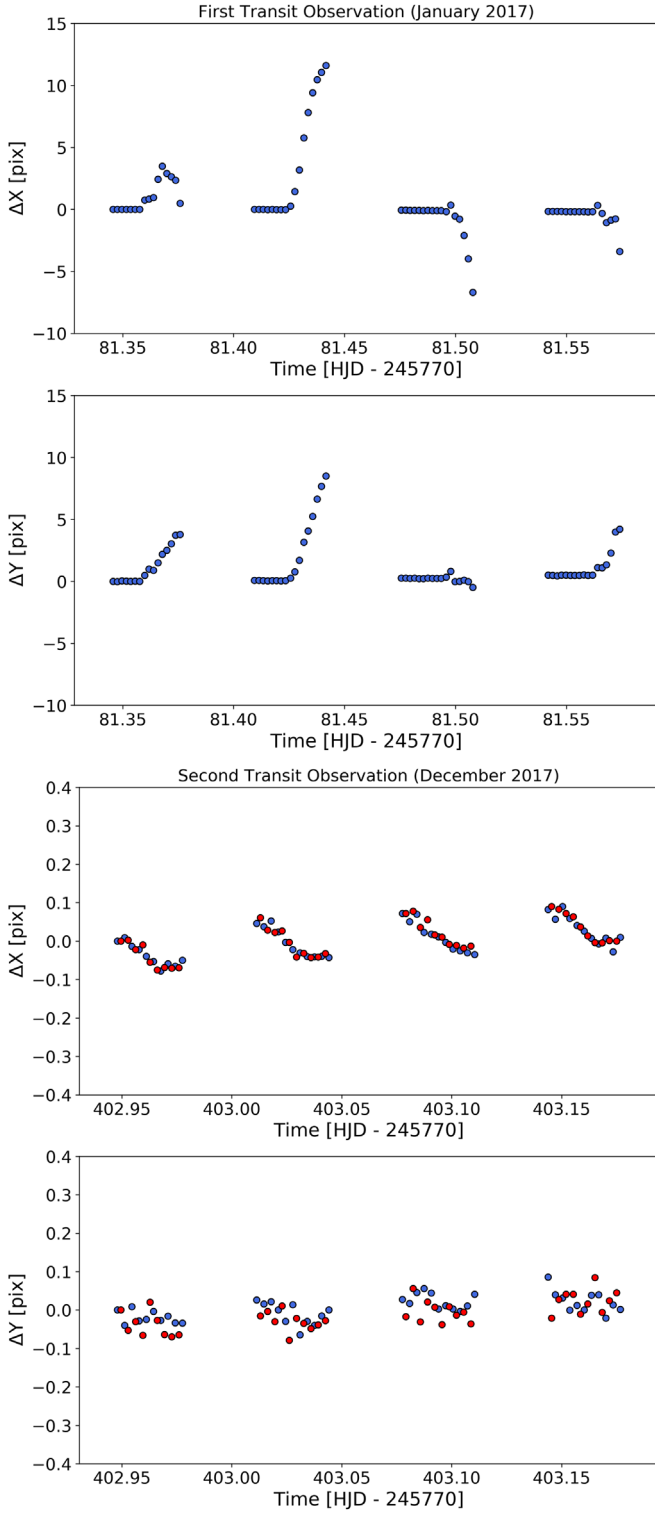 First Transit Observation (January 2017)
15
10
5
0
−5
−10
ΔX [pix]
81.35 81.40 81.45 81.50 81.55
Time [HJD - 245770]
15
10
5
0
−5
−10
ΔY [pix]
81.35 81.40 81.45 81.50 81.55
Time [HJD - 245770]
Second Transit Observation (December 2017)
0.4
0.3
0.2
0.1
0.0
−0.1
−0.2
−0.3
−0.4
ΔX [pix]
402.95 403.00 403.05 403.10 403.15
Time [HJD - 245770]
0.4
0.3
0.2
0.1
0.0
−0.1
−0.2
−0.3
−0.4
ΔY [pix]
402.95 403.00 403.05 403.10 403.15
Time [HJD - 245770]